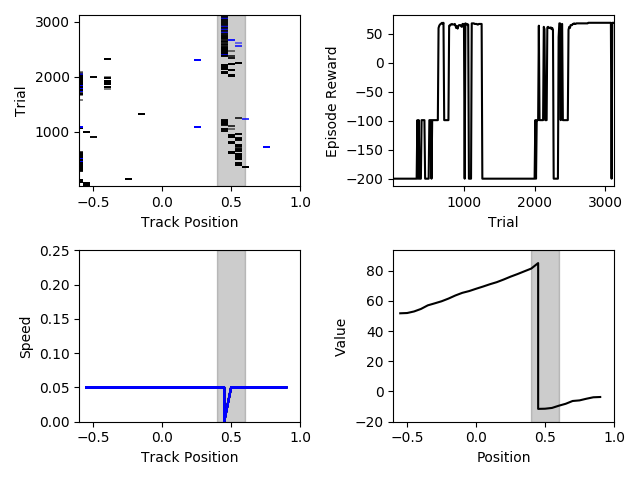 3000
2000
1000
Trial
−0.5 0.0 0.5 1.0
Track Position
50
0
−50
−100
−150
−200
Episode Reward
1000 2000 3000
Trial
0.25
0.20
0.15
0.10
0.05
0.00
Speed
−0.5 0.0 0.5 1.0
Track Position
80
60
40
20
0
−20
Value
−0.5 0.0 0.5 1.0
Position